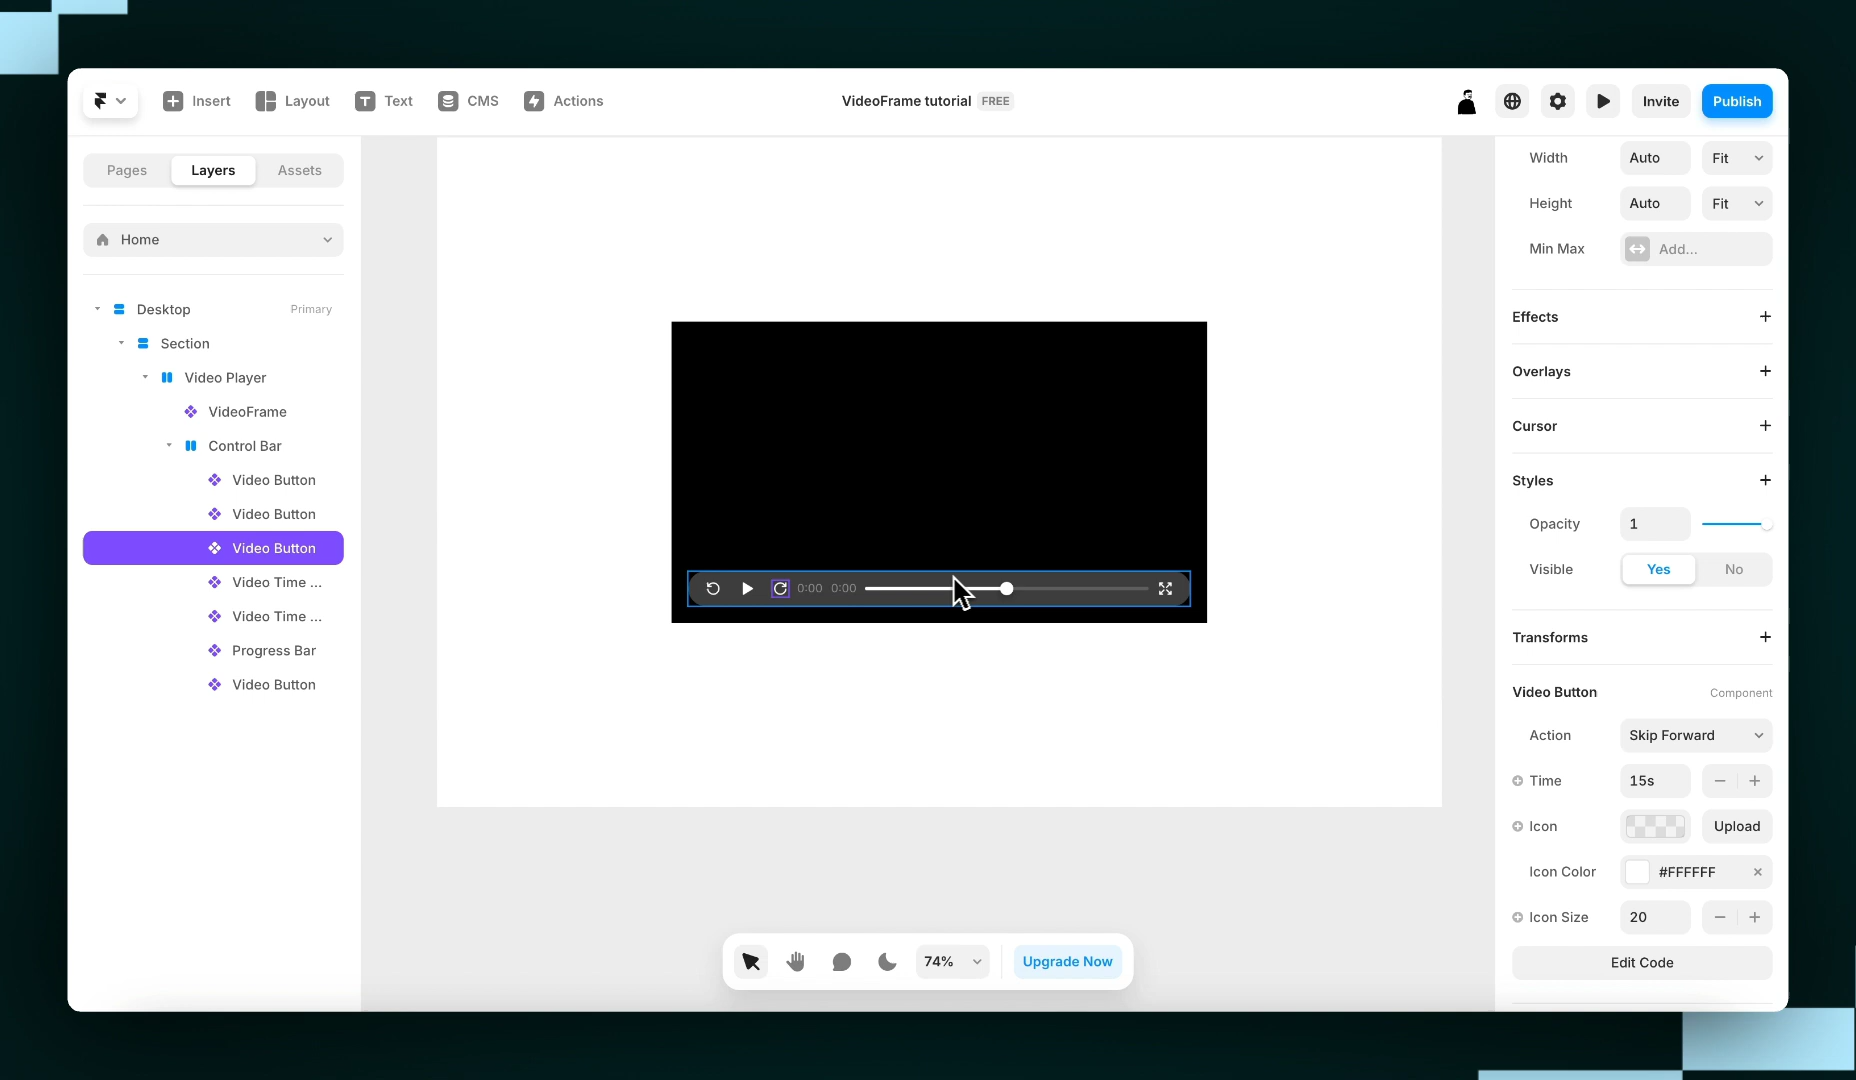 Insert
Layout
Text
CMS
Actions
VideoFrame tutorial FREE
Invite
Publish
Pages
Layers
Assets
Home
Desktop
Primary
Section
Video Player
VideoFrame
Control Bar
Video Button
Video Button
Video Button
Video Time ...
Video Time ...
Progress Bar
Video Button
0:00 0:00
74%
Upgrade Now
Width Auto Fit
Height Auto Fit
Min Max Add...
Effects
Overlays
Cursor
Styles
Opacity 1
Visible Yes No
Transforms
Video Button Component
Action Skip Forward
Time 15s
Icon Upload
Icon Color #FFFFFF
Icon Size 20
Edit Code